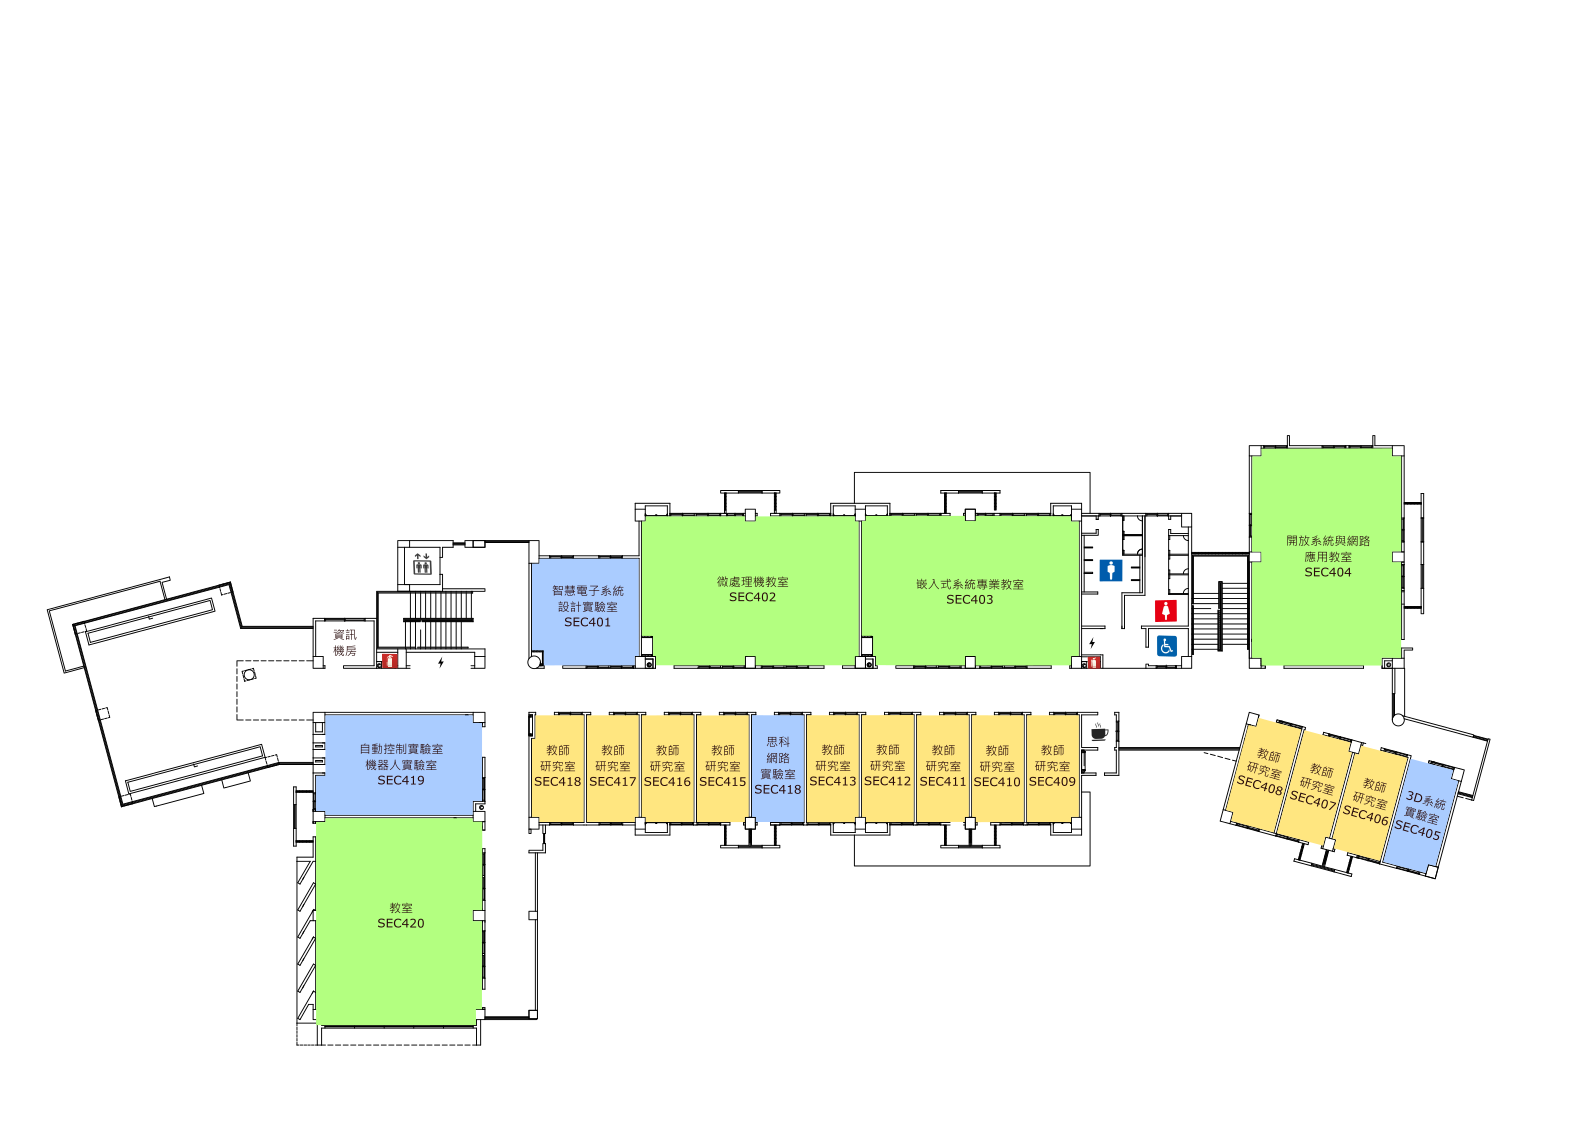 開放系統與網路
應用教室
SEC404
微處理機教室
SEC402
嵌入式系統專業教室
SEC403
智慧電子系統
設計實驗室
SEC401
資訊
機房
自動控制實驗室
機器人實驗室
SEC419
教師
研究室
SEC418
教師
研究室
SEC417
教師
研究室
SEC416
教師
研究室
SEC415
思科
網路
實驗室
SEC418
教師
研究室
SEC413
教師
研究室
SEC412
教師
研究室
SEC411
教師
研究室
SEC410
教師
研究室
SEC409
教師
研究室
SEC408
教師
研究室
SEC407
教師
研究室
SEC406
3D系統
實驗室
SEC405
教室
SEC420